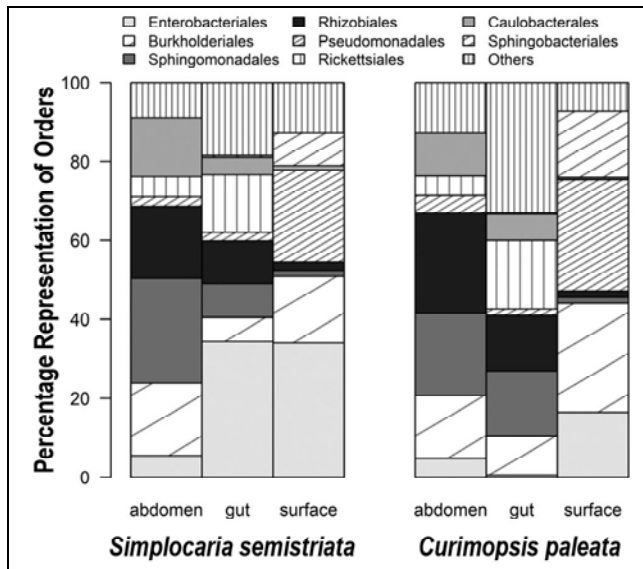 Enterobacteriales Rhizobiales Caulobacterales
Burkholderiales Pseudomonadales Sphingobacteriales
Sphingomonadales Rickettsiales Others
Percentage Representation of Orders
100
80
60
40
20
0
abdomen gut surface abdomen gut surface
Simplocaria semistriata Curimopsis paleata